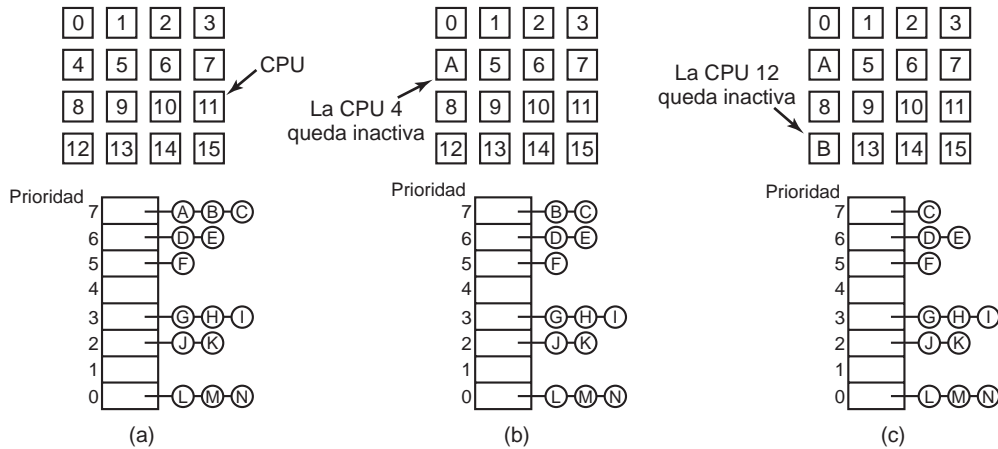 0 1 2 3
4 5 6 7
CPU
8 9 10 11
12 13 14 15
Prioridad
7 A B C
6 D E
5 F
4
3 G H I
2 J K
1
0 L M N
(a)
0 1 2 3
A 5 6 7
La CPU 4
queda inactiva
8 9 10 11
12 13 14 15
Prioridad
7 B C
6 D E
5 F
4
3 G H I
2 J K
1
0 L M N
(b)
0 1 2 3
A 5 6 7
La CPU 12
queda inactiva
8 9 10 11
B 13 14 15
Prioridad
7 C
6 D E
5 F
4
3 G H I
2 J K
1
0 L M N
(c)